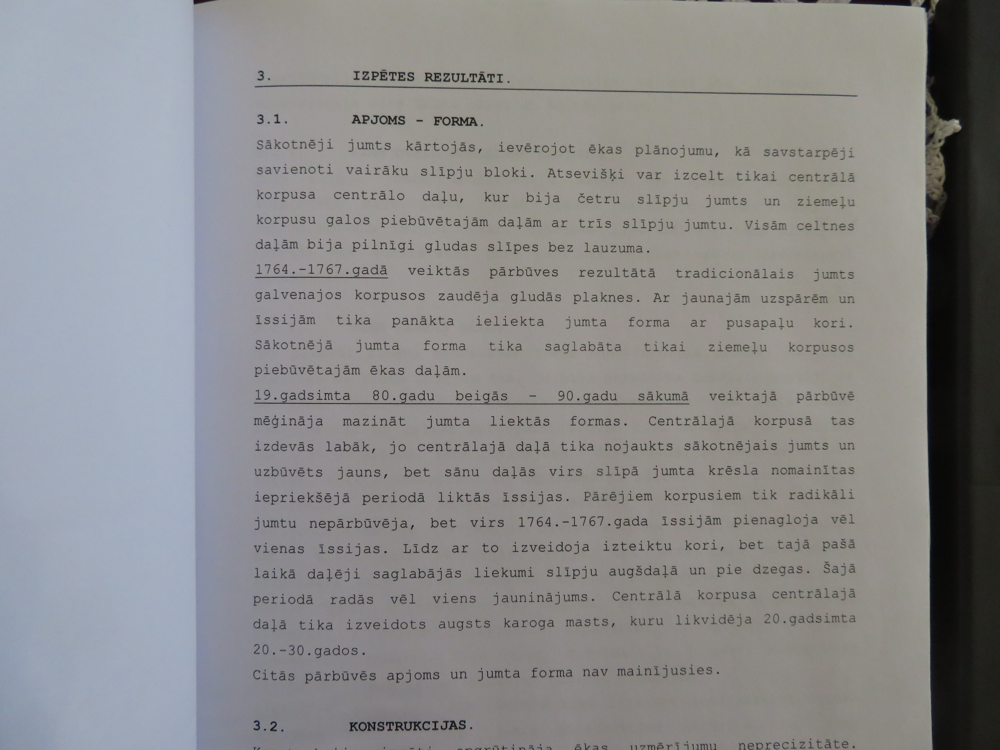 3. IZPĒTES REZULTĀTI.
3.1. APJOMS - FORMA.
Sākotnēji jumts kārtojās, ievērojot ēkas plānojumu, kā savstarpēji
savienoti vairāku slīpju bloki. Atsevišķi var izcelt tikai centrālā
korpusa centrālo daļu, kur bija četru slīpju jumts un ziemeļu
korpusu galos piebūvētajām daļām ar trīs slīpju jumtu. Visām celtnes
daļām bija pilnīgi gludas slīpes bez lauzuma.
1764.-1767.gadā veiktās pārbūves rezultātā tradicionālais jumts
galvenajos korpusos zaudēja gludās plaknes. Ar jaunajām uzspārēm un
īssijām tika panākta ieliekta jumta forma ar pusapaļu kori.
Sākotnējā jumta forma tika saglabāta tikai ziemeļu korpusos
piebūvētajām ēkas daļām.
19.gadsimta 80.gadu beigās - 90.gadu sākumā veiktajā pārbūvē
mēģināja mazināt jumta liektās formas. Centrālajā korpusā tas
izdevās labāk, jo centrālajā daļā tika nojaukts sākotnējais jumts un
uzbūvēts jauns, bet sānu daļās virs slīpā jumta krēsla nomainītas
iepriekšējā periodā liktās īssijas. Pārējiem korpusiem tik radikāli
jumtu nepārbūvēja, bet virs 1764.-1767.gada īssijām pienagloja vēl
vienas īssijas. Līdz ar to izveidoja izteiktu kori, bet tajā pašā
laikā daļēji saglabājās liekumi slīpju augšdaļā un pie dzegas. Šajā
periodā radās vēl viens jauninājums. Centrālā korpusa centrālajā
daļā tika izveidots augsts karoga masts, kuru likvidēja 20.gadsimta
20.-30.gados.
Citās pārbūvēs apjoms un jumta forma nav mainījusies.
3.2. KONSTRUKCIJAS.
apgrūtināja ēkas uzmērījumu neprecizitāte.